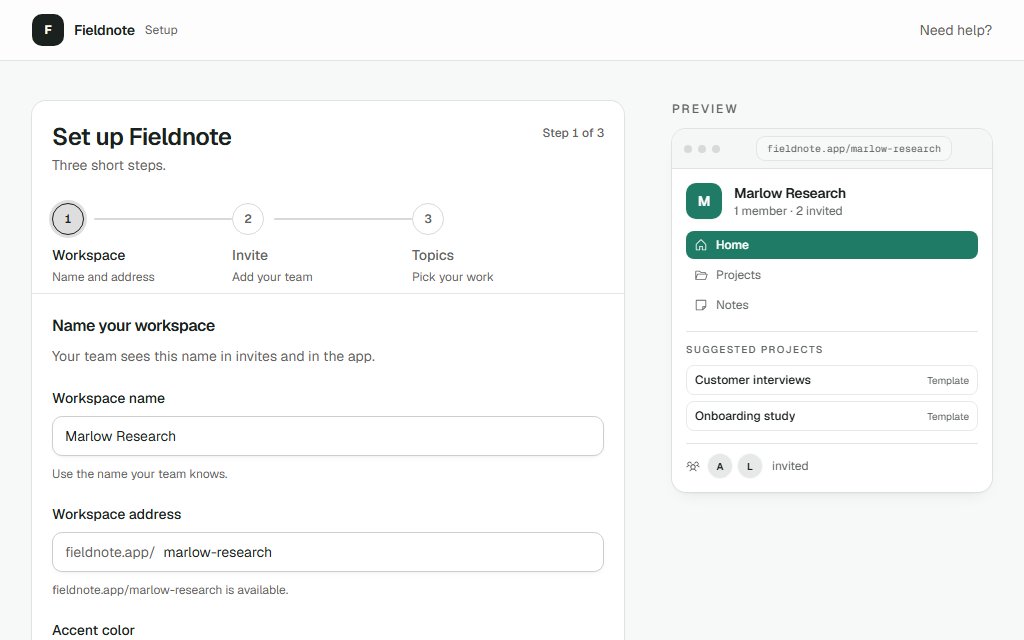 F Fieldnote Setup
Need help?
Set up Fieldnote
Step 1 of 3
Three short steps.
1
2
3
Workspace
Invite
Topics
Name and address
Add your team
Pick your work
Name your workspace
Your team sees this name in invites and in the app.
Workspace name
Marlow Research
Use the name your team knows.
Workspace address
fieldnote.app/ marlow-research
fieldnote.app/marlow-research is available.
Accent color
PREVIEW
fieldnote.app/marlow-research
M
Marlow Research
1 member · 2 invited
Home
Projects
Notes
SUGGESTED PROJECTS
Customer interviews Template
Onboarding study Template
A L invited